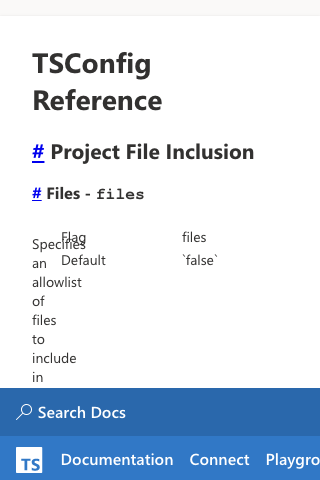 TSConfig
Reference
# Project File Inclusion
# Files - files
Flag files
Default `false`
Specifies
an
allowlist
of
files
to
include
in
Search Docs
TS Documentation Connect Playgro